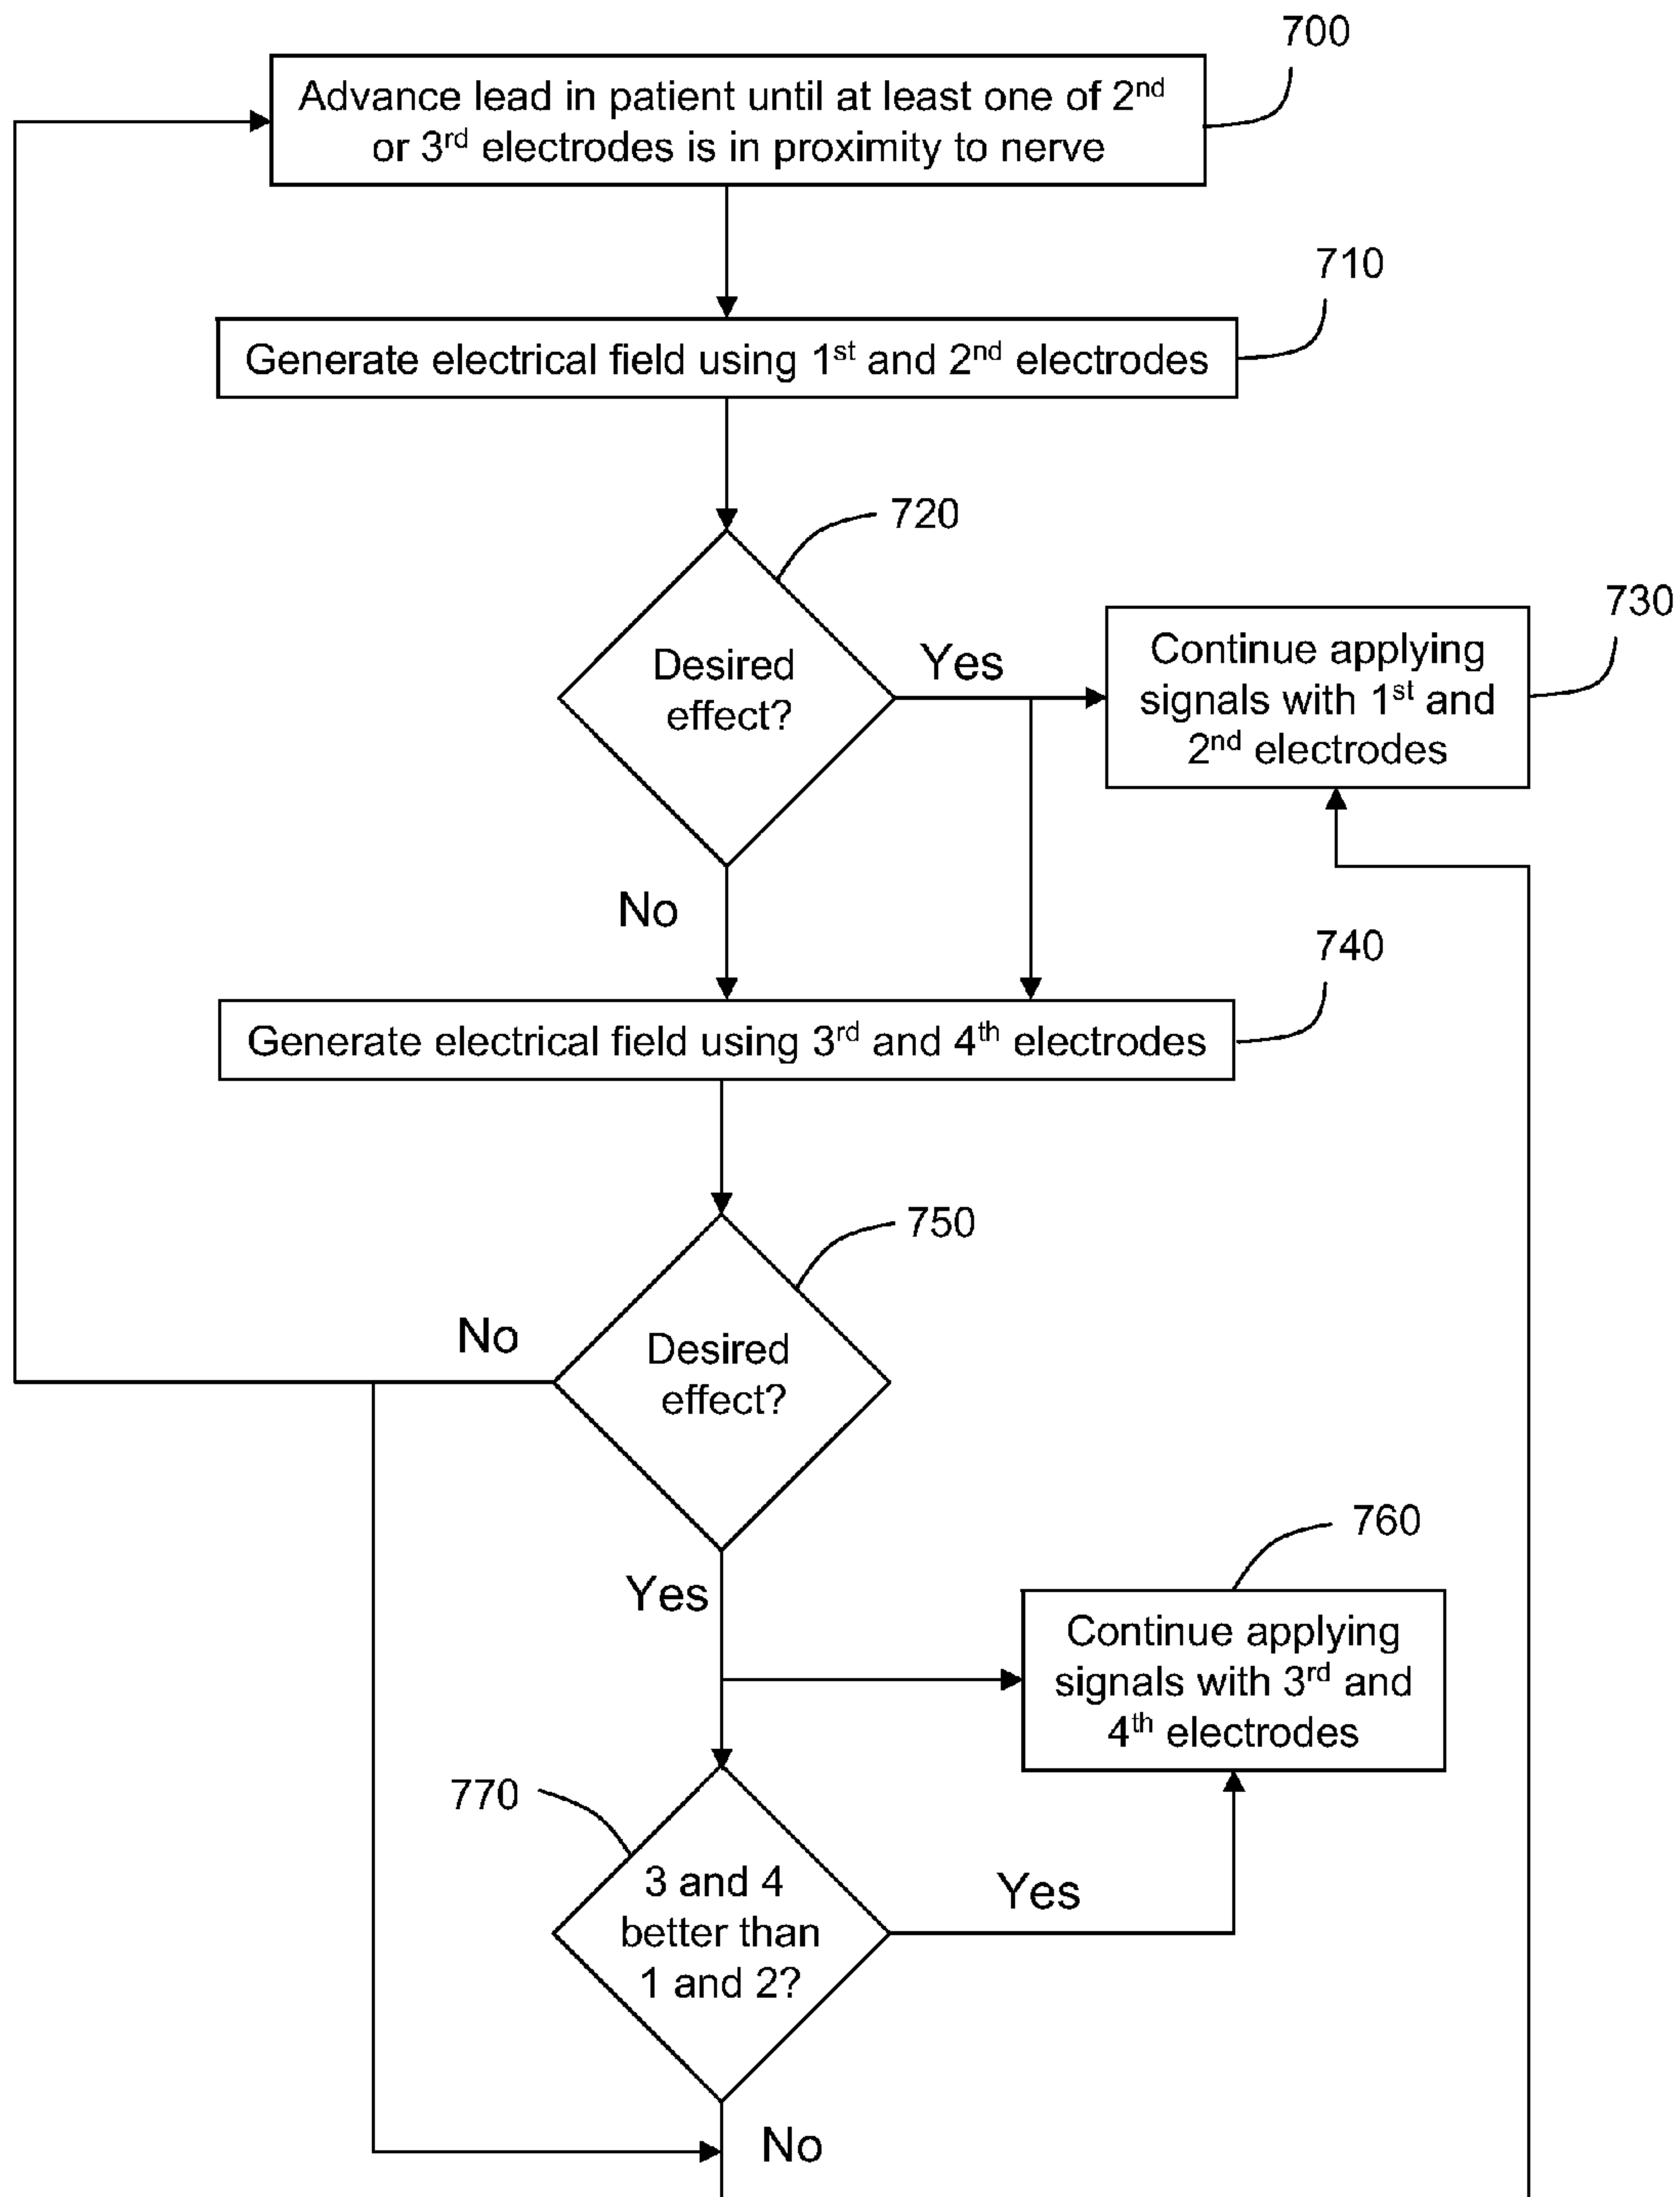 700
Advance lead in patient until at least one of 2nd
or 3rd electrodes is in proximity to nerve
710
Generate electrical field using 1st and 2nd electrodes
720
Desired
effect?
Yes
730
Continue applying
signals with 1st and
2nd electrodes
No
740
Generate electrical field using 3rd and 4th electrodes
750
No
Desired
effect?
Yes
760
Continue applying
signals with 3rd and
4th electrodes
770
3 and 4
better than
1 and 2?
Yes
No